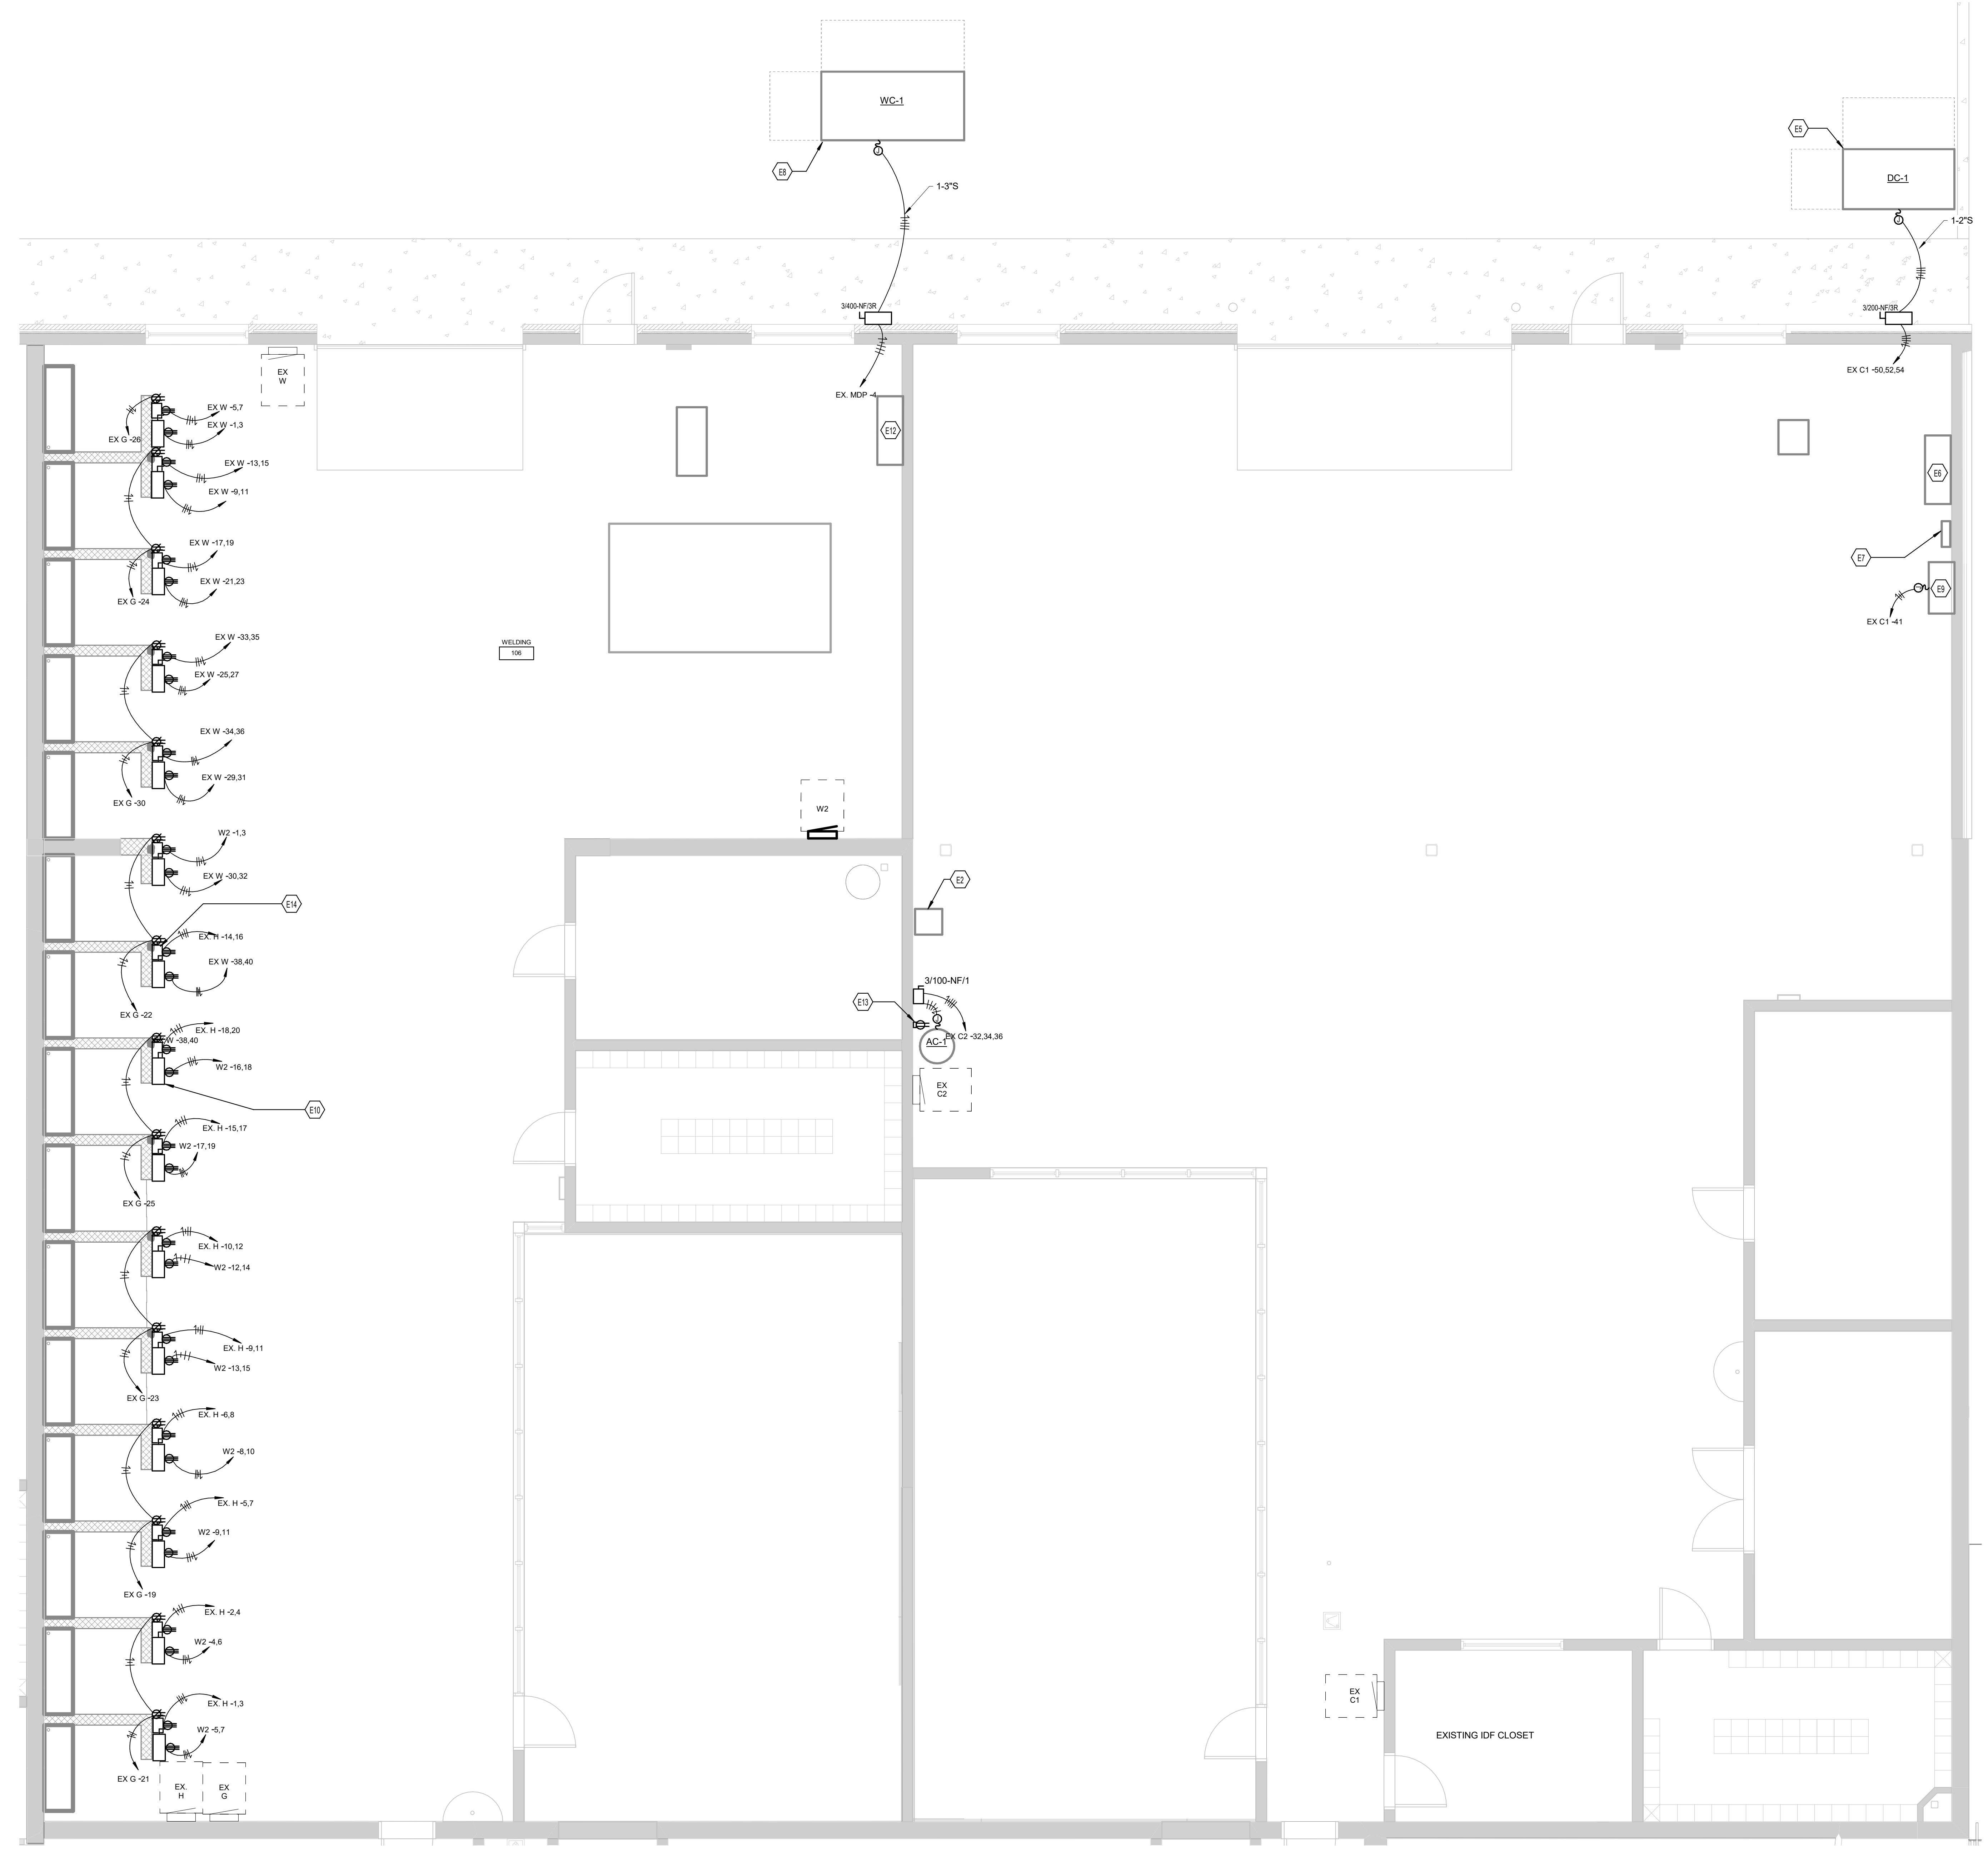 WC-1
E8
1-3"S
E5
DC-1
1-2"S
3/400-NF/3R
3/200-NF/3R
EX
W
EX. MDP -4
EX C1 -50,52,54
EX W -5,7
EX W -1,3
EX G -26
E12
EX W -13,15
EX W -9,11
E6
EX W -17,19
E7
EX W -21,23
EX G -24
E9
EX C1 -41
EX W -33,35
WELDING
106
EX W -25,27
EX W -34,36
EX W -29,31
EX G -30
W2
W2 -1,3
EX W -30,32
E2
E14
EX. H -14,16
EX W -38,40
3/100-NF/1
E13
EX G -22
EX. H -18,20
W -38,40
AC-1
EX C2 -32,34,36
W2 -16,18
EX
C2
E10
EX. H -15,17
W2 -17,19
EX G -25
EX. H -10,12
W2 -12,14
EX. H -9,11
W2 -13,15
EX G -23
EX. H -6,8
W2 -8,10
EX. H -5,7
W2 -9,11
EX G -19
EX. H -2,4
W2 -4,6
EX. H -1,3
EX
C1
W2 -5,7
EXISTING IDF CLOSET
EX G -21
EX.
H
EX
G